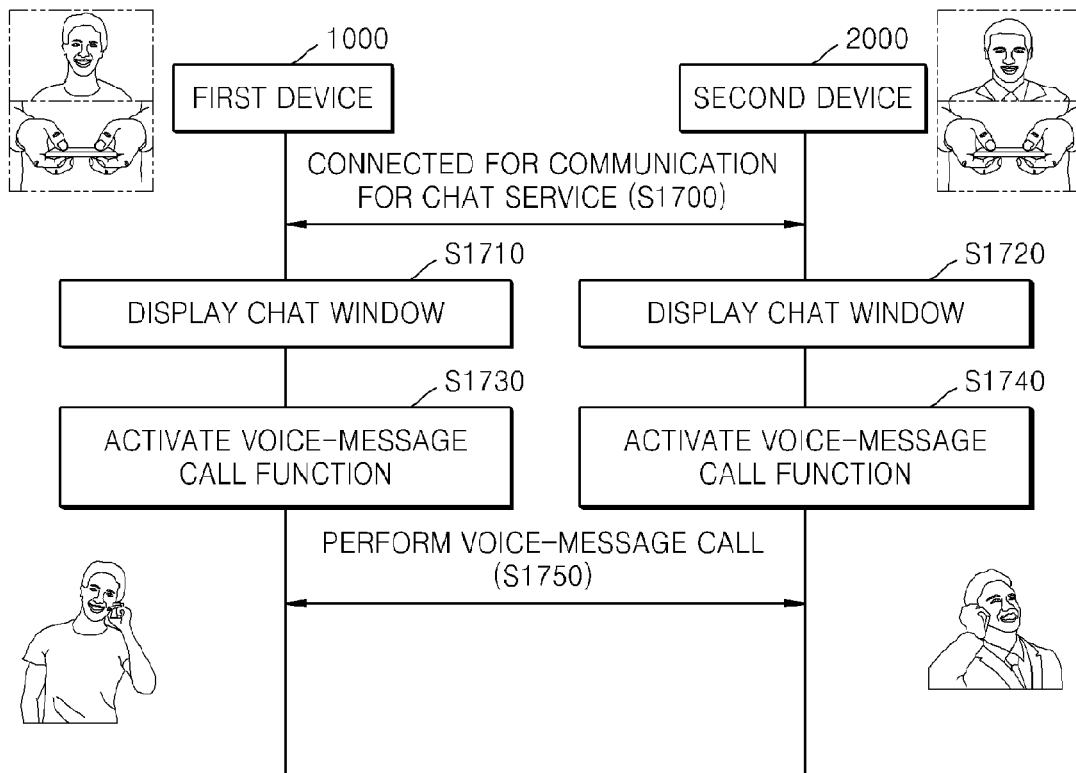 1000
2000
FIRST DEVICE
SECOND DEVICE
CONNECTED FOR COMMUNICATION
FOR CHAT SERVICE (S1700)
S1710
S1720
DISPLAY CHAT WINDOW
DISPLAY CHAT WINDOW
S1730
S1740
ACTIVATE VOICE-MESSAGE
CALL FUNCTION
ACTIVATE VOICE-MESSAGE
CALL FUNCTION
PERFORM VOICE-MESSAGE CALL
(S1750)